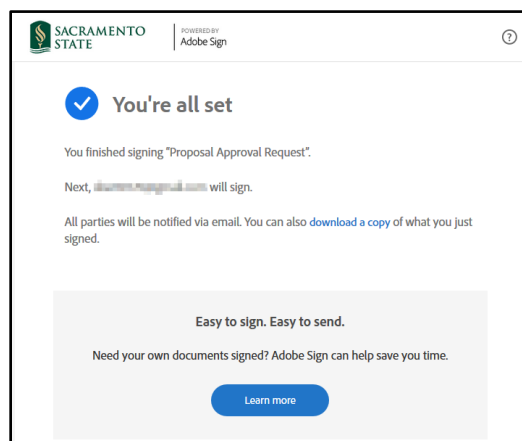 SACRAMENTO
STATE
POWERED BY
Adobe Sign
?
You're all set
You finished signing "Proposal Approval Request".
Next, will sign.
All parties will be notified via email. You can also download a copy of what you just
signed.
Easy to sign. Easy to send.
Need your own documents signed? Adobe Sign can help save you time.
Learn more